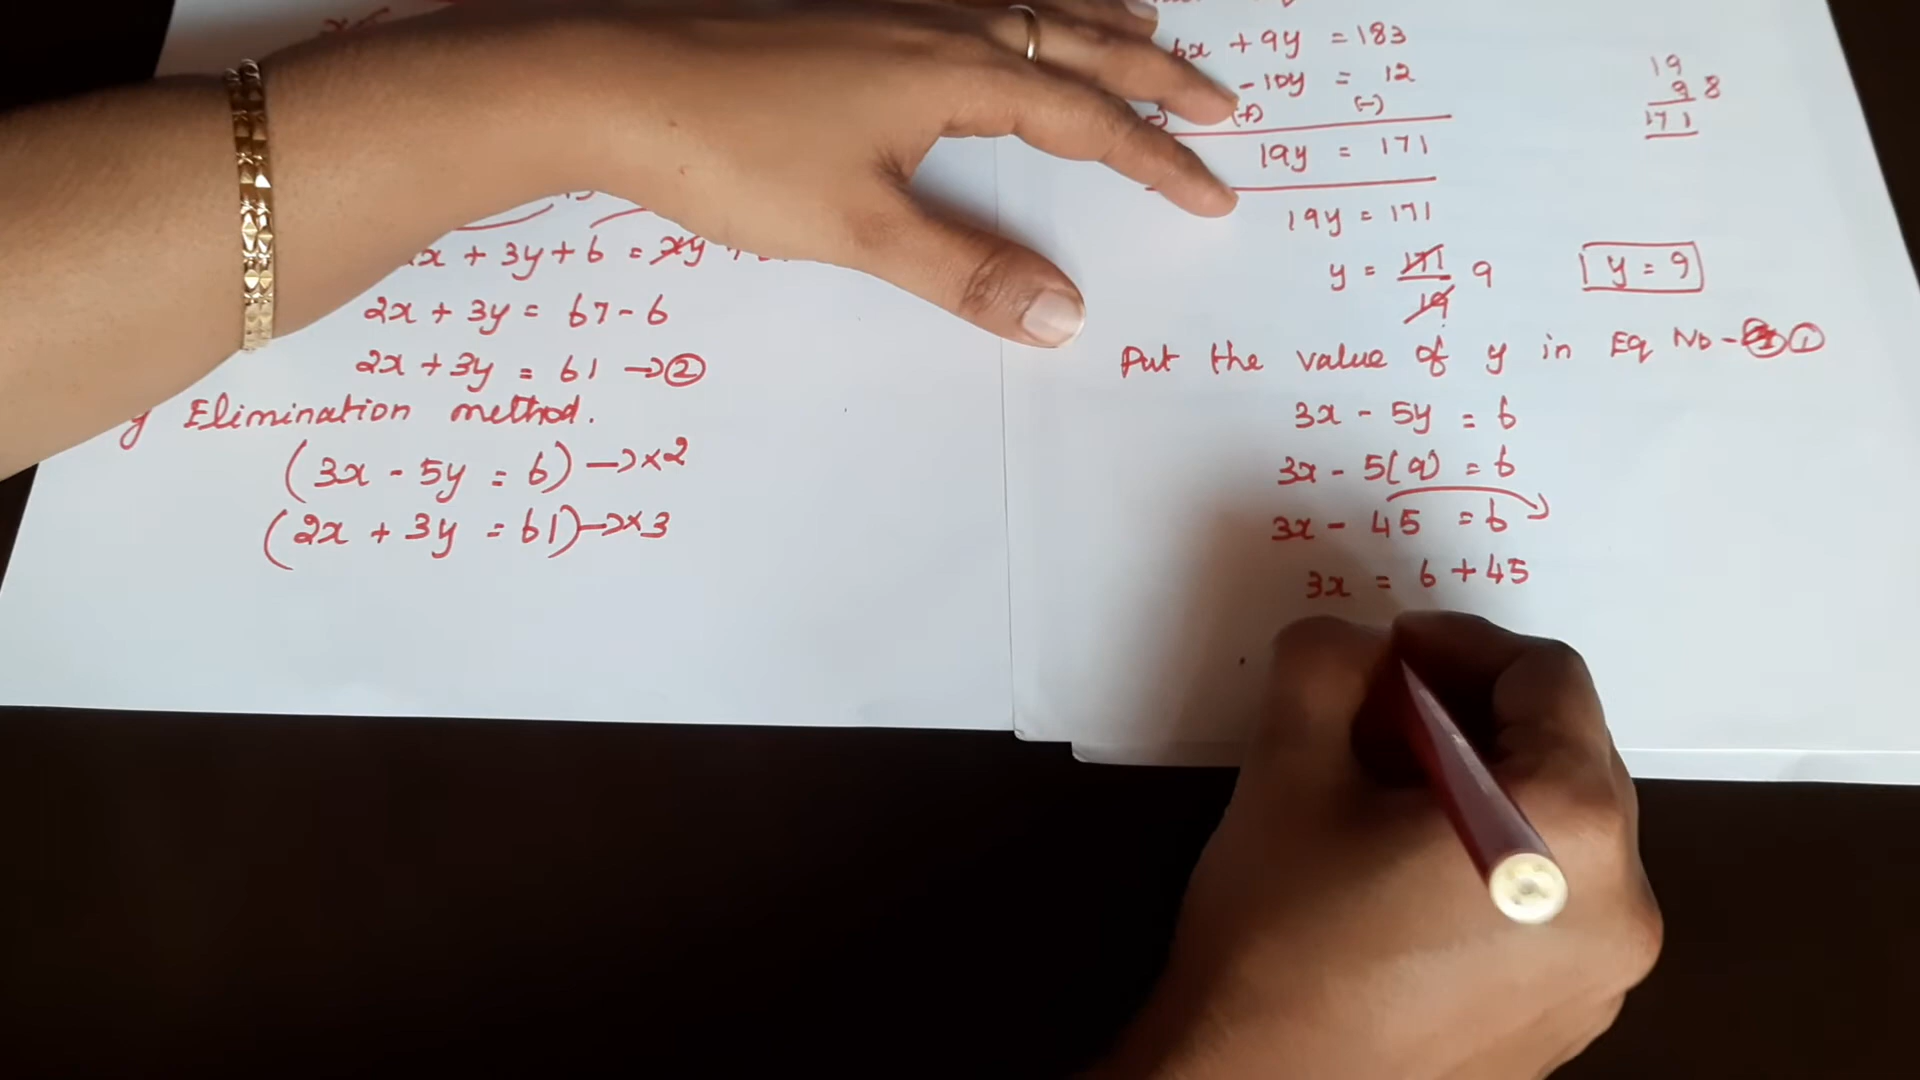 x + 3y + 6 = xy
2x + 3y = 67 - 6
2x + 3y = 61 → ②
y Elimination method.
(3x - 5y = 6) → ×2
(2x + 3y = 61) → ×3
6x + 9y = 183
- 10y = 12
(+) (-)
19y = 171
19y = 171
y = 171/19 9
y = 9
Put the value of y in Eq No - ①
3x - 5y = 6
3x - 5(9) = 6
3x - 45 = 6
3x = 6 + 45
19
9 8
171